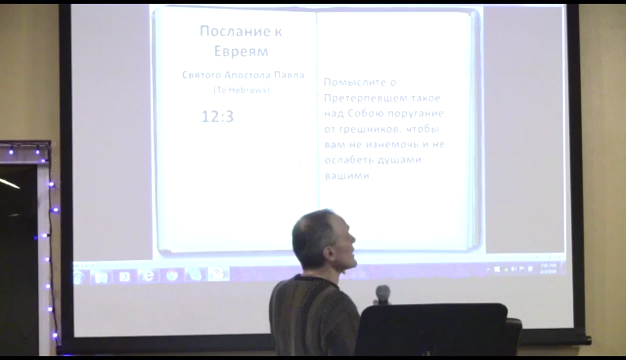 Послание к
Евреям
Святого Апостола Павла
(To Hebrews)
12:3
Помыслите о
Претерпевшем такое
над Собою поругание
от грешников, чтобы
вам не изнемочь и не
ослабеть душами
вашими.